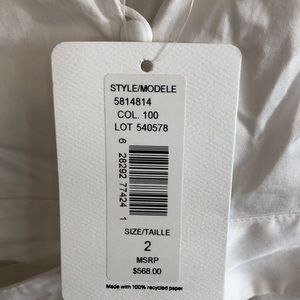 STYLE/MODELE
5814814
COL. 100
LOT 540578
6 28292 77424 1
SIZE/TAILLE
2
MSRP
$568.00
Made with 100% recycled paper